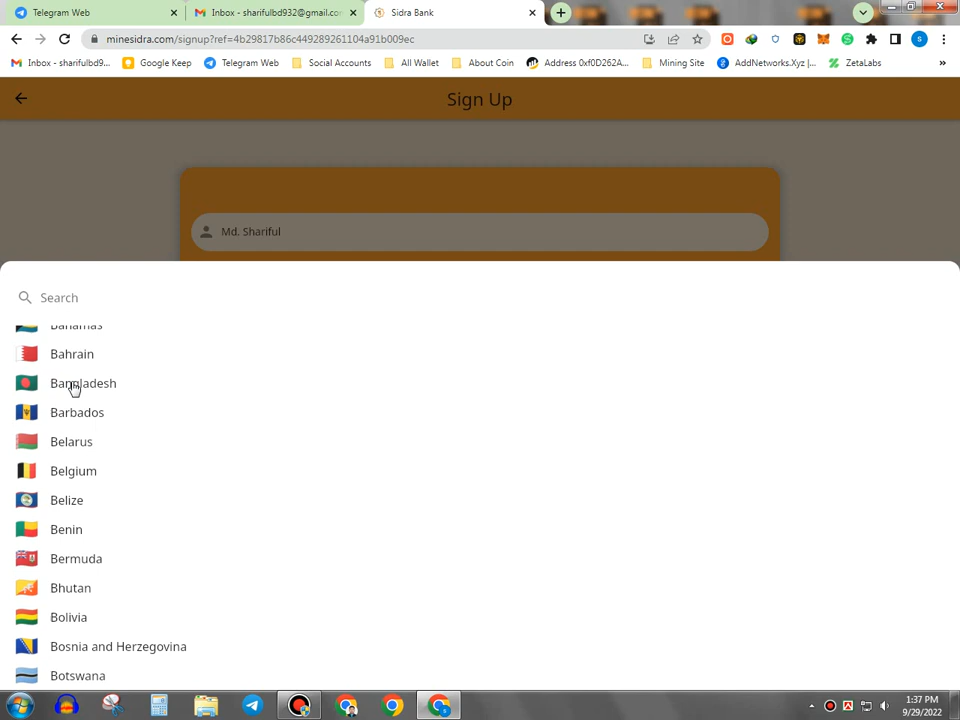 Telegram Web
Inbox - sharifulbd932@gmail.co
Sidra Bank
minesidra.com/signup?ref=4b29817b86c449289261104a91b009ec
Inbox - sharifulbd9...
Google Keep
Telegram Web
Social Accounts
All Wallet
About Coin
Address 0xf0D262A...
Mining Site
AddNetworks.Xyz |...
ZetaLabs
»
Sign Up
Md. Shariful
Search
Bahamas
Bahrain
Bangladesh
Barbados
Belarus
Belgium
Belize
Benin
Bermuda
Bhutan
Bolivia
Bosnia and Herzegovina
Botswana
1:37 PM
9/29/2022